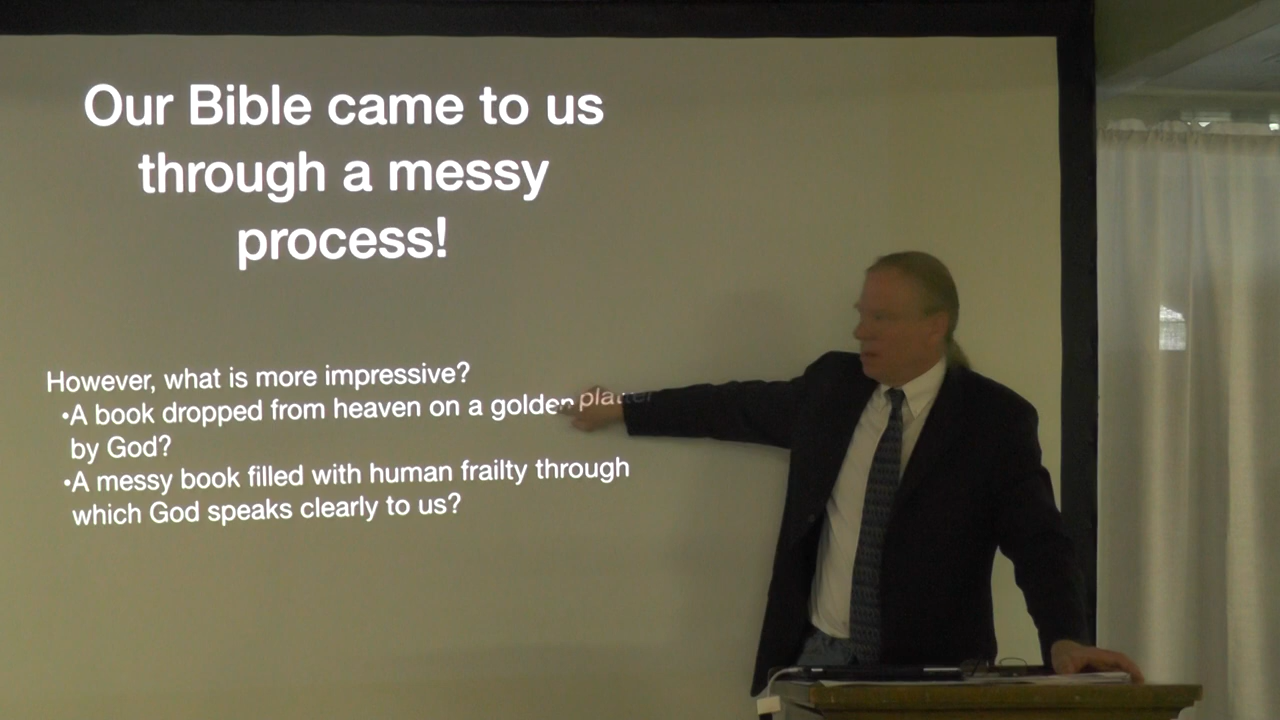 Our Bible came to us
through a messy
process!
However, what is more impressive?
•A book dropped from heaven on a golden platter
by God?
•A messy book filled with human frailty through
which God speaks clearly to us?